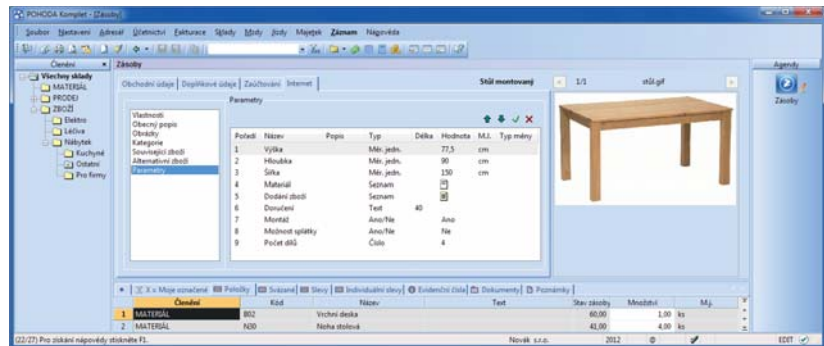 POHODA Komplet - [Zásoby]
Soubor Nastavení Adresář Účetnictví Fakturace Sklady Mzdy Jízdy Majetek Záznam Nápověda
Členění
Zásoby
Agendy
Všechny sklady
MATERIÁL
PRODEJ
ZBOŽÍ
Elektro
Léčiva
Nábytek
Kuchyně
Ostatní
Pro firmy
Obchodní údaje Doplňkové údaje Zaúčtování Internet
Stůl montovaný
1/1 stůl.gif
Zásoby
Vlastnosti
Obecný popis
Obrázky
Kategorie
Související zboží
Alternativní zboží
Parametry
Parametry
Pořadí Název Popis Typ Délka Hodnota M.J. Typ měny
1 Výška Měr. jedn. 77,5 cm
2 Hloubka Měr. jedn. 90 cm
3 Šířka Měr. jedn. 150 cm
4 Materiál Seznam
5 Dodání zboží Seznam
6 Doručení Text 40
7 Montáž Ano/Ne Ano
8 Možnost splátky Ano/Ne Ne
9 Počet dílů Číslo 4
X x Moje označené Položky Svázané Slevy Individuální slevy Evidenční čísla Dokumenty Poznámky
Členění Kód Název Text Stav zásoby Množství M.j.
1 MATERIÁL B02 Vrchní deska 60,00 1,00 ks
2 MATERIÁL N30 Noha stolová 41,00 4,00 ks
(22/27) Pro získání nápovědy stiskněte F1. Novák s.r.o. 2012 EDIT